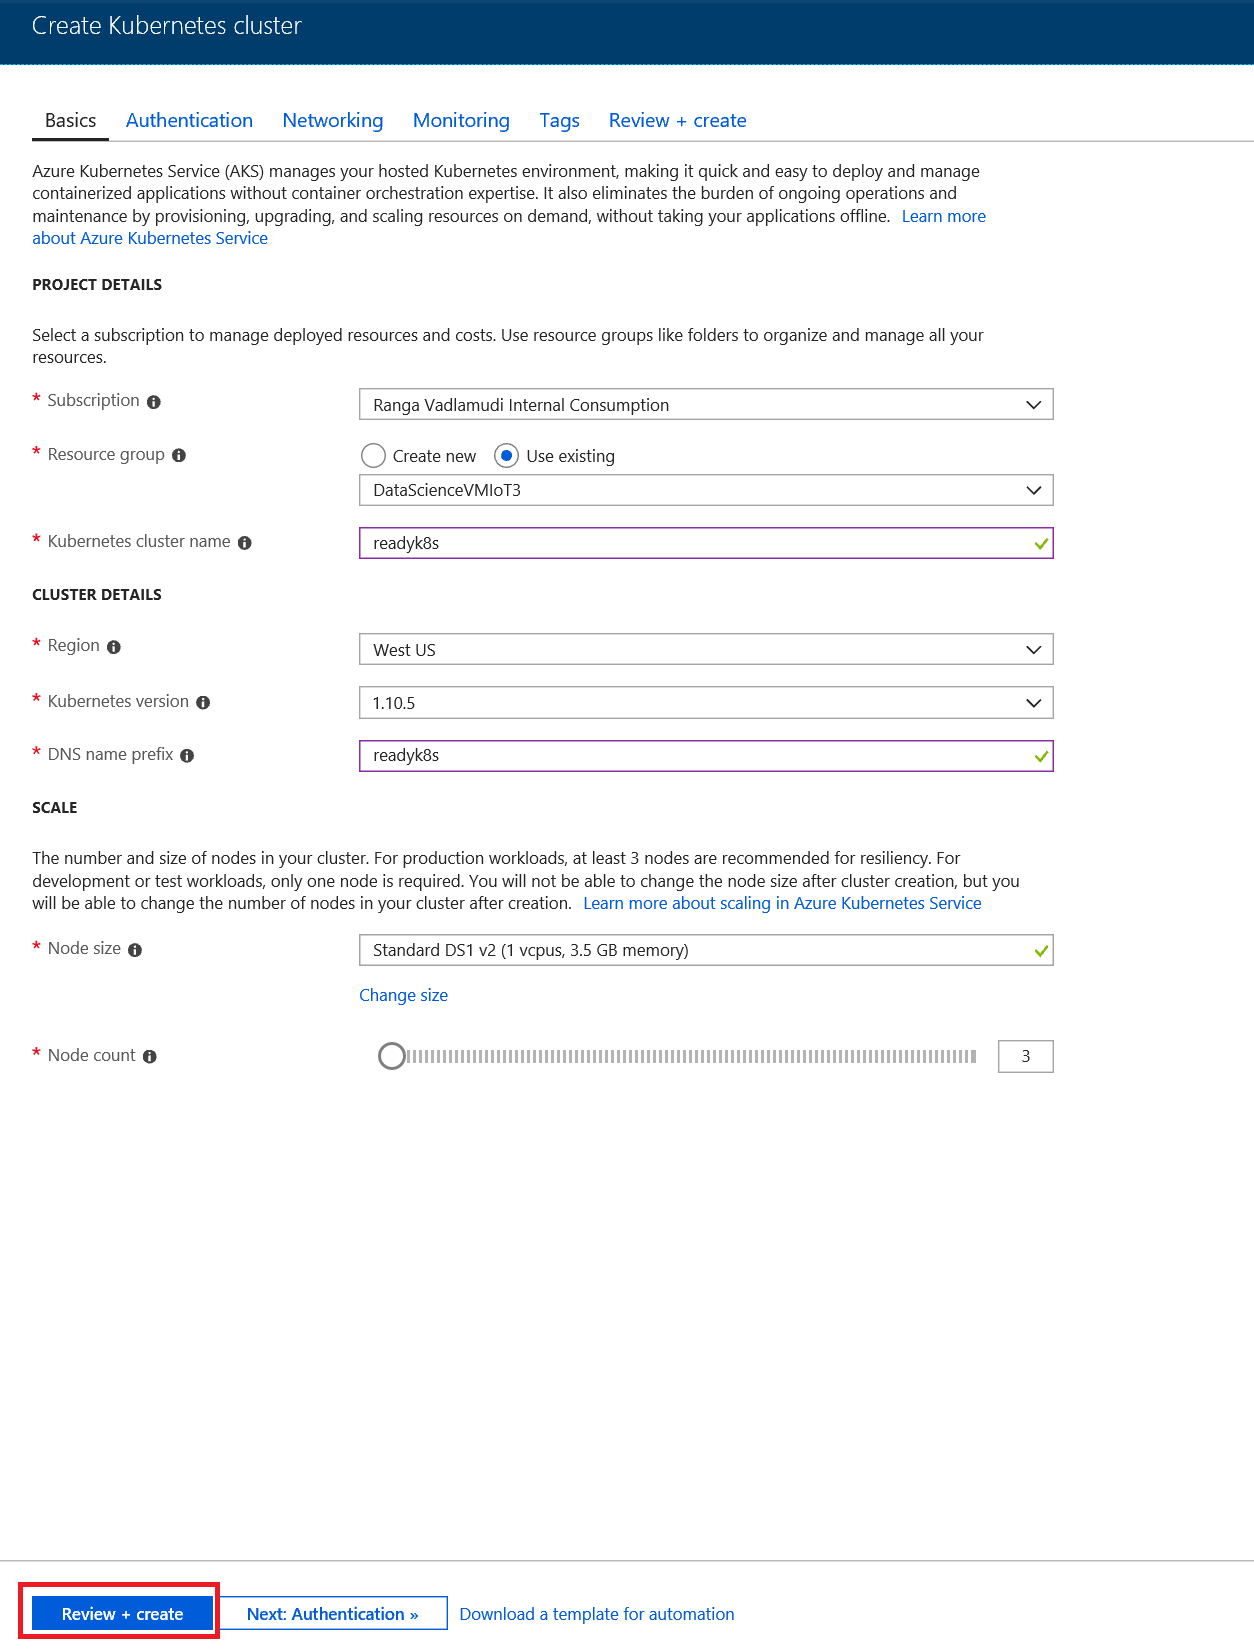 Create Kubernetes cluster
Basics Authentication Networking Monitoring Tags Review + create
Azure Kubernetes Service (AKS) manages your hosted Kubernetes environment, making it quick and easy to deploy and manage
containerized applications without container orchestration expertise. It also eliminates the burden of ongoing operations and
maintenance by provisioning, upgrading, and scaling resources on demand, without taking your applications offline. Learn more
about Azure Kubernetes Service
PROJECT DETAILS
Select a subscription to manage deployed resources and costs. Use resource groups like folders to organize and manage all your
resources.
* Subscription Ranga Vadlamudi Internal Consumption
* Resource group Create new Use existing
DataScienceVMIoT3
* Kubernetes cluster name readyk8s
CLUSTER DETAILS
* Region West US
* Kubernetes version 1.10.5
* DNS name prefix readyk8s
SCALE
The number and size of nodes in your cluster. For production workloads, at least 3 nodes are recommended for resiliency. For
development or test workloads, only one node is required. You will not be able to change the node size after cluster creation, but you
will be able to change the number of nodes in your cluster after creation. Learn more about scaling in Azure Kubernetes Service
* Node size Standard DS1 v2 (1 vcpus, 3.5 GB memory)
Change size
* Node count 3
Review + create Next: Authentication » Download a template for automation